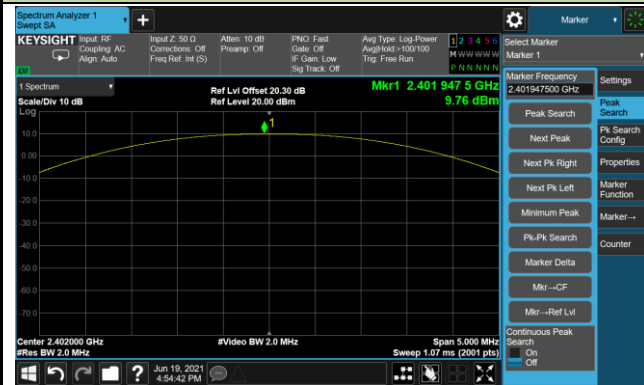 Spectrum Analyzer 1
Swept SA
Marker
KEYSIGHT
Input: RF
Coupling: AC
Align: Auto
Input Z: 50 Ω
Corrections: Off
Freq Ref: Int (S)
Atten: 10 dB
Preamp: Off
PNO: Fast
Gate: Off
IF Gain: Low
Sig Track: Off
Avg Type: Log-Power
Avg|Hold:>100/100
Trig: Free Run
1 2 3 4 5 6
M W W W W W
P N N N N N
LXI
Select Marker
Marker 1
1 Spectrum
Scale/Div 10 dB
Log
Ref Lvl Offset 20.30 dB
Ref Level 20.00 dBm
Mkr1 2.401 947 5 GHz
9.76 dBm
1
10.0
0.00
-10.0
-20.0
-30.0
-40.0
-50.0
-60.0
-70.0
Center 2.402000 GHz
#Res BW 2.0 MHz
#Video BW 2.0 MHz
Span 5.000 MHz
Sweep 1.07 ms (2001 pts)
Marker Frequency
2.401947500 GHz
Peak Search
Next Peak
Next Pk Right
Next Pk Left
Minimum Peak
Pk-Pk Search
Marker Delta
Mkr→CF
Mkr→Ref Lvl
Continuous Peak
Search
On
Off
Settings
Peak
Search
Pk Search
Config
Properties
Marker
Function
Marker→
Counter
?
Jun 19, 2021
4:54:42 PM